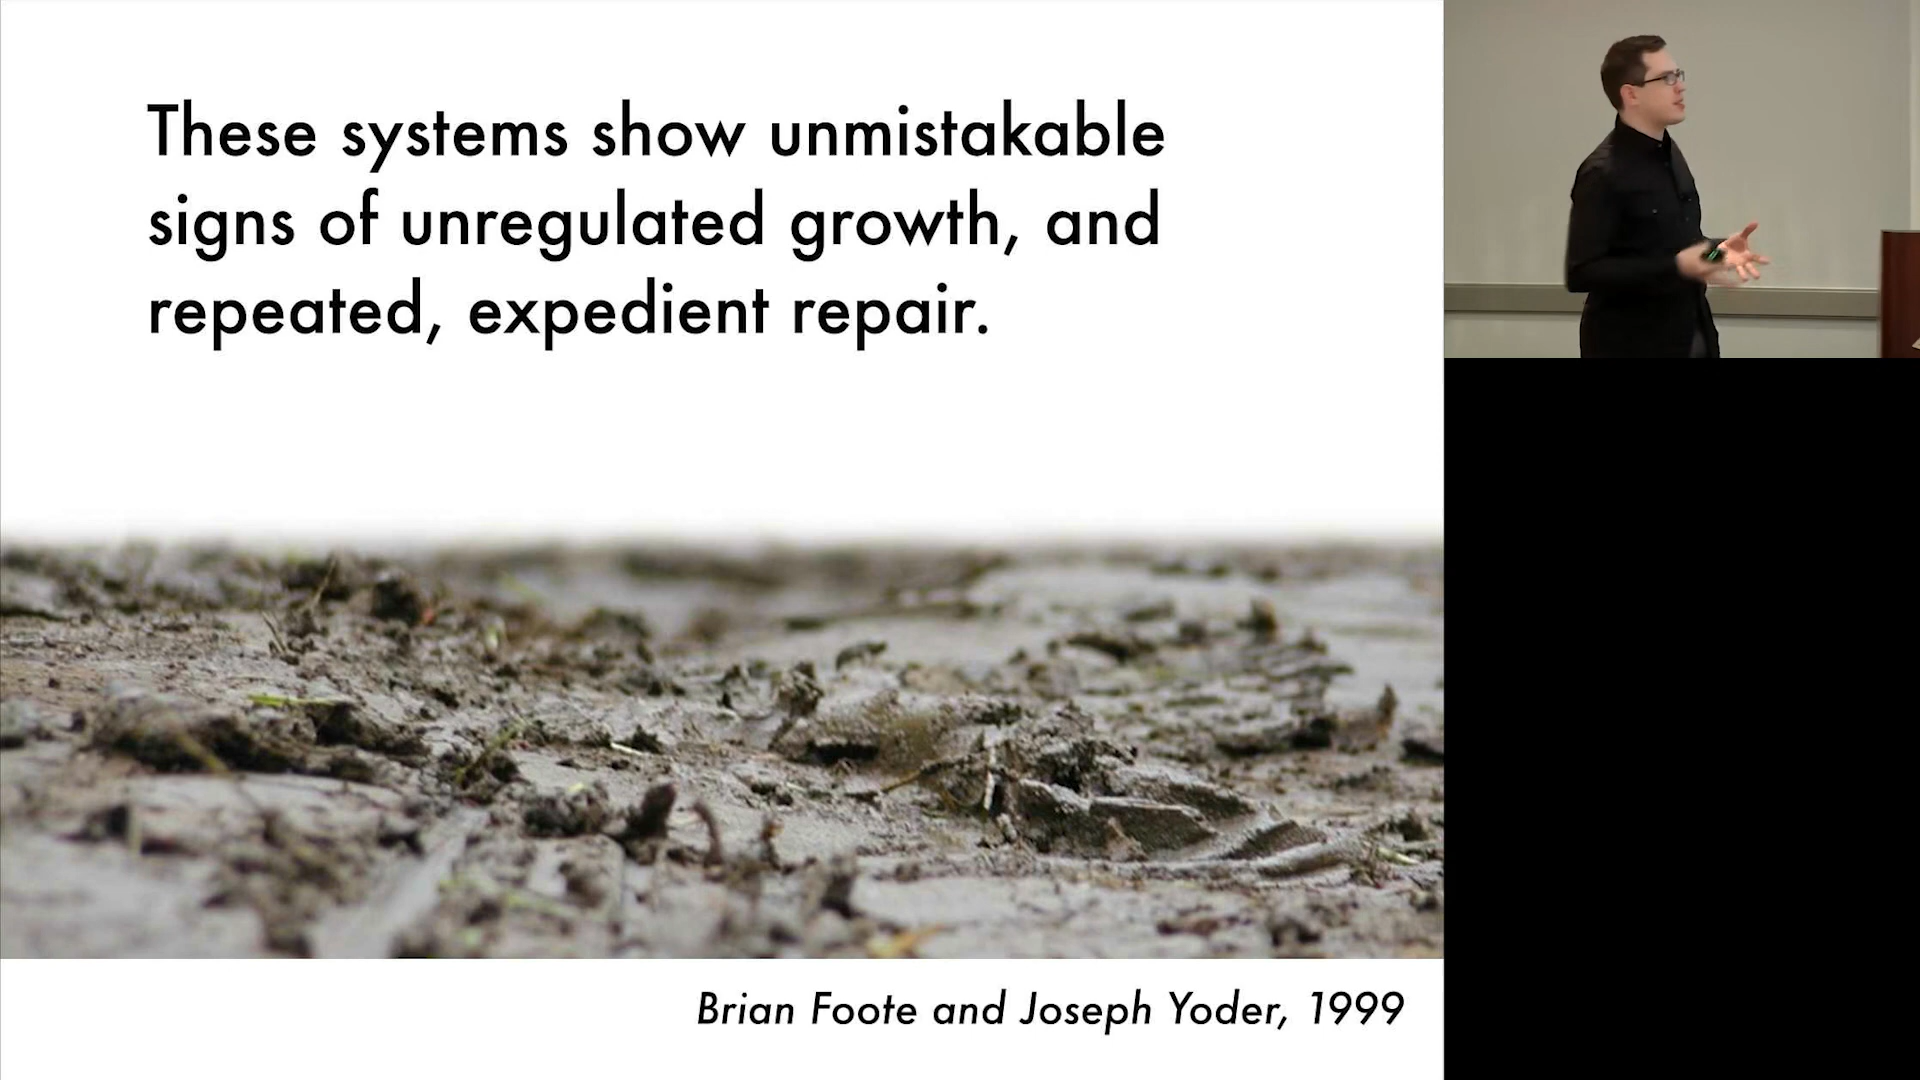 These systems show unmistakable
signs of unregulated growth, and
repeated, expedient repair.
Brian Foote and Joseph Yoder, 1999